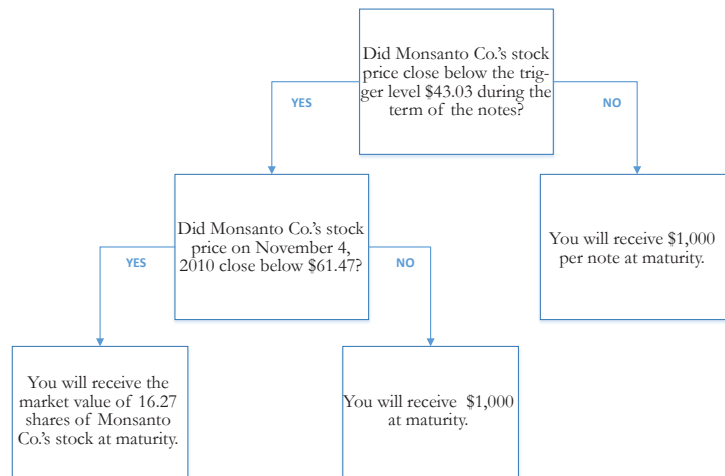 Did Monsanto Co.'s stock
price close below the trig-
ger level $43.03 during the
term of the notes?
YES
NO
Did Monsanto Co.'s stock
price on November 4,
2010 close below $61.47?
You will receive $1,000
per note at maturity.
YES
NO
You will receive the
market value of 16.27
shares of Monsanto
Co.'s stock at maturity.
You will receive $1,000
at maturity.